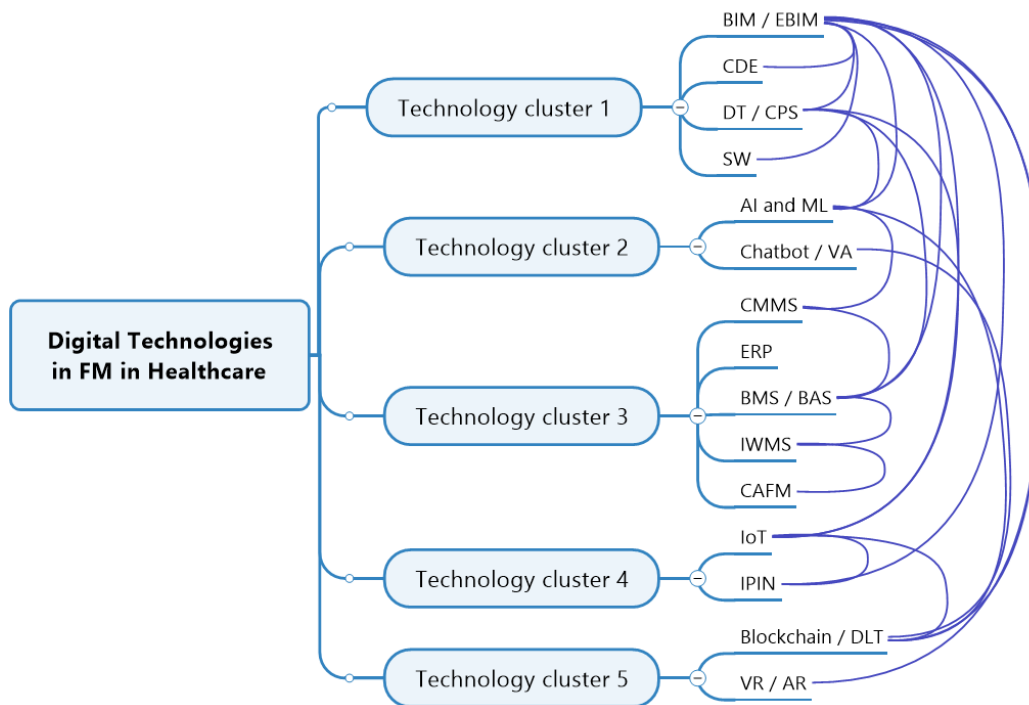 Digital Technologies
in FM in Healthcare
Technology cluster 1
BIM / EBIM
CDE
DT / CPS
SW
Technology cluster 2
AI and ML
Chatbot / VA
Technology cluster 3
CMMS
ERP
BMS / BAS
IWMS
CAFM
Technology cluster 4
IoT
IPIN
Technology cluster 5
Blockchain / DLT
VR / AR